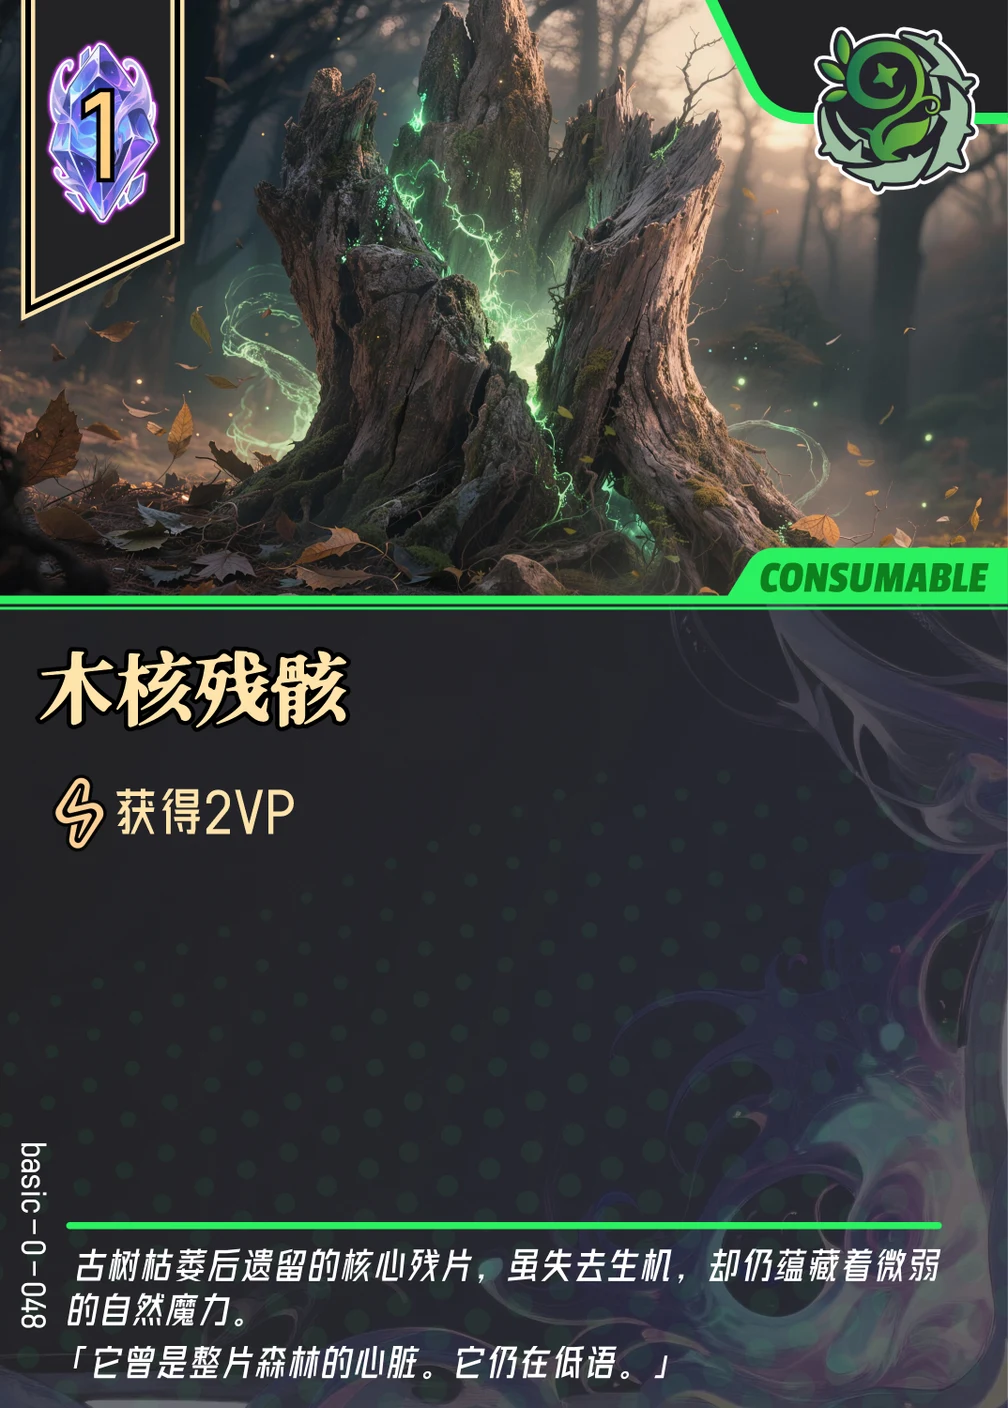 1
CONSUMABLE
木核残骸
获得2VP
basic-0-048
古树枯萎后遗留的核心残片，虽失去生机，却仍蕴藏着微弱
的自然魔力。
「它曾是整片森林的心脏。它仍在低语。」